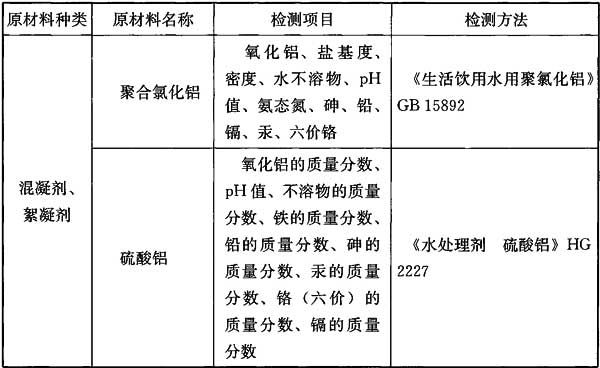 原材料种类 原材料名称 检测项目 检测方法
混凝剂、
絮凝剂
聚合氯化铝
氧化铝、盐基度、
密度、水不溶物、pH
值、氨态氮、砷、铅、
镉、汞、六价铬
《生活饮用水用聚氯化铝》
GB 15892
硫酸铝
氧化铝的质量分数、
pH 值、不溶物的质量
分数、铁的质量分数、
铅的质量分数、砷的
质量分数、汞的质量
分数、铬（六价）的
质量分数、镉的质量
分数
《水处理剂 硫酸铝》HG
2227